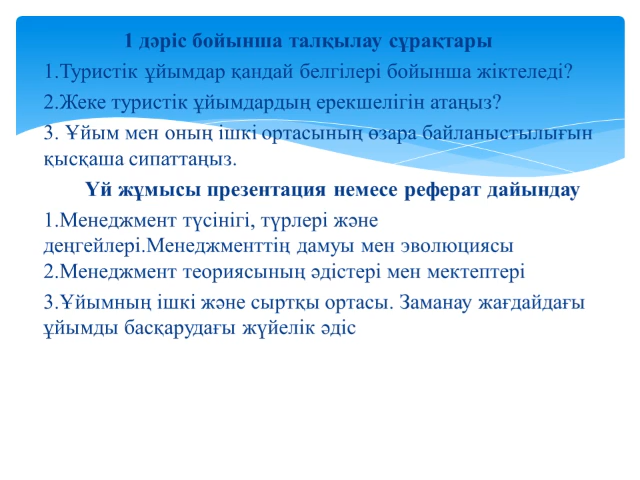 1 дәріс бойынша талқылау сұрақтары
1.Туристік ұйымдар қандай белгілері бойынша жіктеледі?
2.Жеке туристік ұйымдардың ерекшелігін атаңыз?
3. Ұйым мен оның ішкі ортасының өзара байланыстылығын
қысқаша сипаттаңыз.
Үй жұмысы презентация немесе реферат дайындау
1.Менеджмент түсінігі, түрлері және
деңгейлері.Менеджменттің дамуы мен эволюциясы
2.Менеджмент теориясының әдістері мен мектептері
3.Ұйымның ішкі және сыртқы ортасы. Заманау жағдайдағы
ұйымды басқарудағы жүйелік әдіс